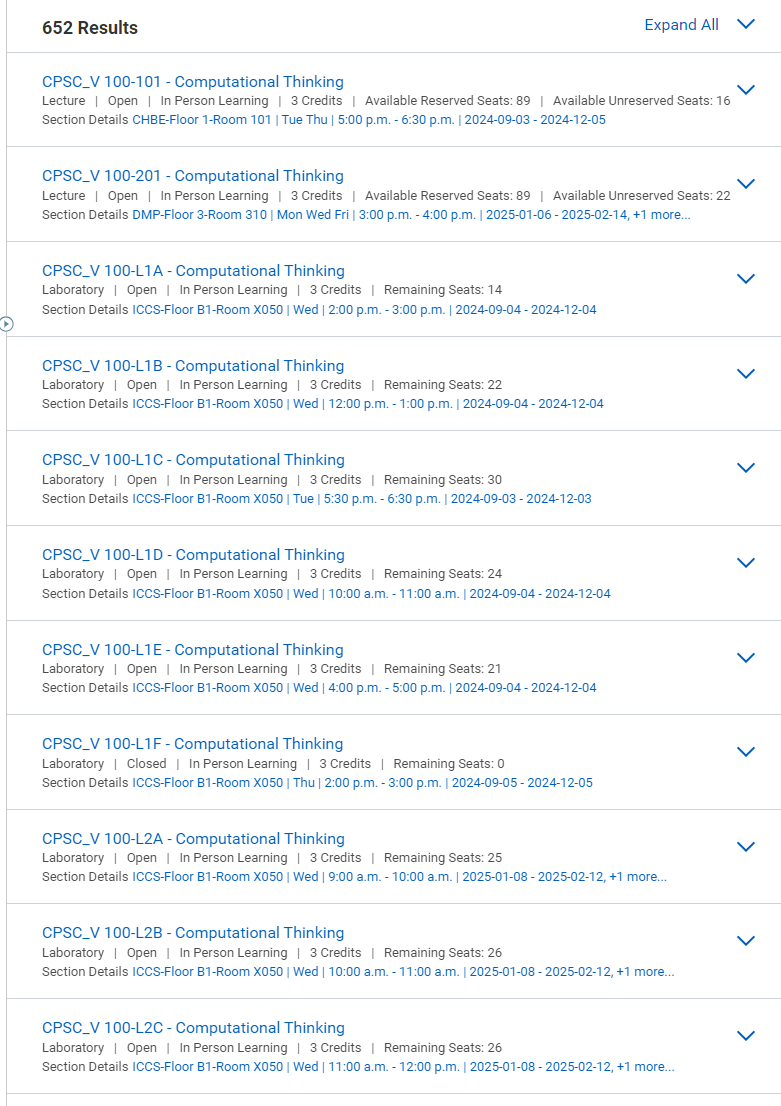 652 Results
Expand All
CPSC_V 100-101 - Computational Thinking
Lecture | Open | In Person Learning | 3 Credits | Available Reserved Seats: 89 | Available Unreserved Seats: 16
Section Details CHBE-Floor 1-Room 101 | Tue Thu | 5:00 p.m. - 6:30 p.m. | 2024-09-03 - 2024-12-05
CPSC_V 100-201 - Computational Thinking
Lecture | Open | In Person Learning | 3 Credits | Available Reserved Seats: 89 | Available Unreserved Seats: 22
Section Details DMP-Floor 3-Room 310 | Mon Wed Fri | 3:00 p.m. - 4:00 p.m. | 2025-01-06 - 2025-02-14, +1 more...
CPSC_V 100-L1A - Computational Thinking
Laboratory | Open | In Person Learning | 3 Credits | Remaining Seats: 14
Section Details ICCS-Floor B1-Room X050 | Wed | 2:00 p.m. - 3:00 p.m. | 2024-09-04 - 2024-12-04
CPSC_V 100-L1B - Computational Thinking
Laboratory | Open | In Person Learning | 3 Credits | Remaining Seats: 22
Section Details ICCS-Floor B1-Room X050 | Wed | 12:00 p.m. - 1:00 p.m. | 2024-09-04 - 2024-12-04
CPSC_V 100-L1C - Computational Thinking
Laboratory | Open | In Person Learning | 3 Credits | Remaining Seats: 30
Section Details ICCS-Floor B1-Room X050 | Tue | 5:30 p.m. - 6:30 p.m. | 2024-09-03 - 2024-12-03
CPSC_V 100-L1D - Computational Thinking
Laboratory | Open | In Person Learning | 3 Credits | Remaining Seats: 24
Section Details ICCS-Floor B1-Room X050 | Wed | 10:00 a.m. - 11:00 a.m. | 2024-09-04 - 2024-12-04
CPSC_V 100-L1E - Computational Thinking
Laboratory | Open | In Person Learning | 3 Credits | Remaining Seats: 21
Section Details ICCS-Floor B1-Room X050 | Wed | 4:00 p.m. - 5:00 p.m. | 2024-09-04 - 2024-12-04
CPSC_V 100-L1F - Computational Thinking
Laboratory | Closed | In Person Learning | 3 Credits | Remaining Seats: 0
Section Details ICCS-Floor B1-Room X050 | Thu | 2:00 p.m. - 3:00 p.m. | 2024-09-05 - 2024-12-05
CPSC_V 100-L2A - Computational Thinking
Laboratory | Open | In Person Learning | 3 Credits | Remaining Seats: 25
Section Details ICCS-Floor B1-Room X050 | Wed | 9:00 a.m. - 10:00 a.m. | 2025-01-08 - 2025-02-12, +1 more...
CPSC_V 100-L2B - Computational Thinking
Laboratory | Open | In Person Learning | 3 Credits | Remaining Seats: 26
Section Details ICCS-Floor B1-Room X050 | Wed | 10:00 a.m. - 11:00 a.m. | 2025-01-08 - 2025-02-12, +1 more...
CPSC_V 100-L2C - Computational Thinking
Laboratory | Open | In Person Learning | 3 Credits | Remaining Seats: 26
Section Details ICCS-Floor B1-Room X050 | Wed | 11:00 a.m. - 12:00 p.m. | 2025-01-08 - 2025-02-12, +1 more...